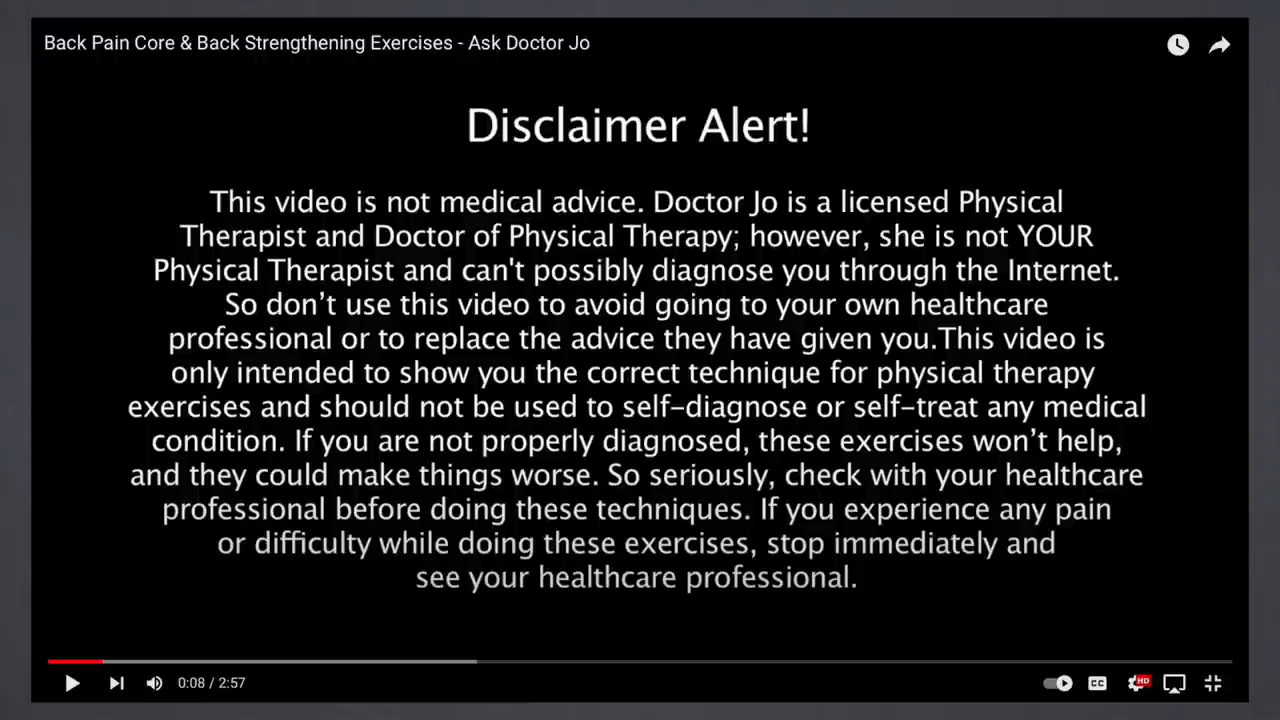 Back Pain Core & Back Strengthening Exercises - Ask Doctor Jo
Disclaimer Alert!
This video is not medical advice. Doctor Jo is a licensed Physical
Therapist and Doctor of Physical Therapy; however, she is not YOUR
Physical Therapist and can't possibly diagnose you through the Internet.
So don’t use this video to avoid going to your own healthcare
professional or to replace the advice they have given you.This video is
only intended to show you the correct technique for physical therapy
exercises and should not be used to self–diagnose or self–treat any medical
condition. If you are not properly diagnosed, these exercises won’t help,
and they could make things worse. So seriously, check with your healthcare
professional before doing these techniques. If you experience any pain
or difficulty while doing these exercises, stop immediately and
see your healthcare professional.
0:08 / 2:57
CC
HD